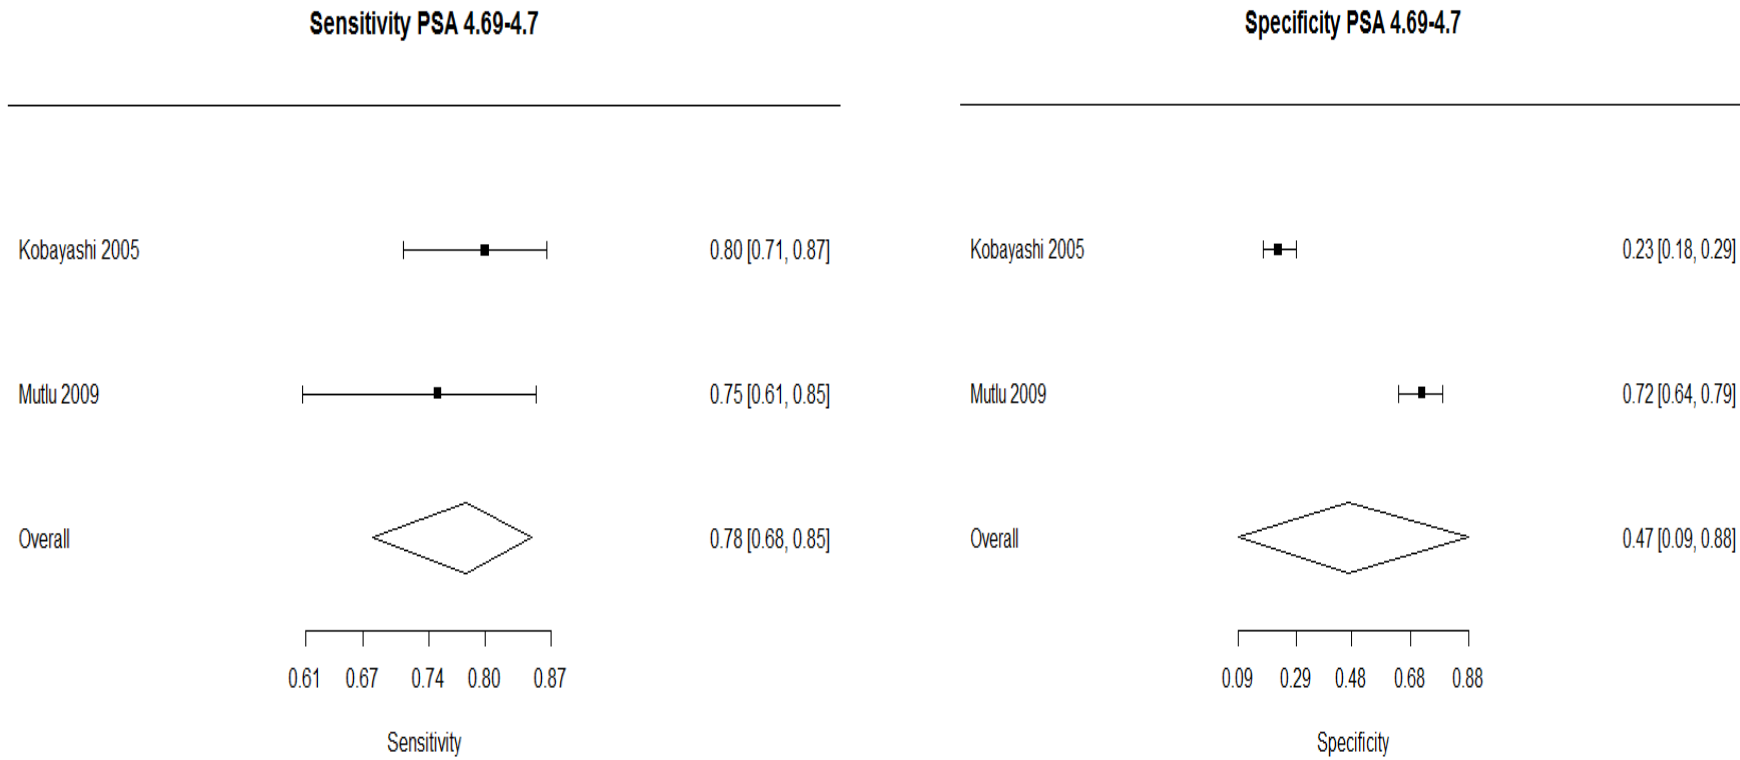 Sensitivity PSA 4.69-4.7
Kobayashi 2005 0.80 [0.71, 0.87]
Mutlu 2009 0.75 [0.61, 0.85]
Overall 0.78 [0.68, 0.85]
0.61 0.67 0.74 0.80 0.87
Sensitivity
Specificity PSA 4.69-4.7
Kobayashi 2005 0.23 [0.18, 0.29]
Mutlu 2009 0.72 [0.64, 0.79]
Overall 0.47 [0.09, 0.88]
0.09 0.29 0.48 0.68 0.88
Specificity